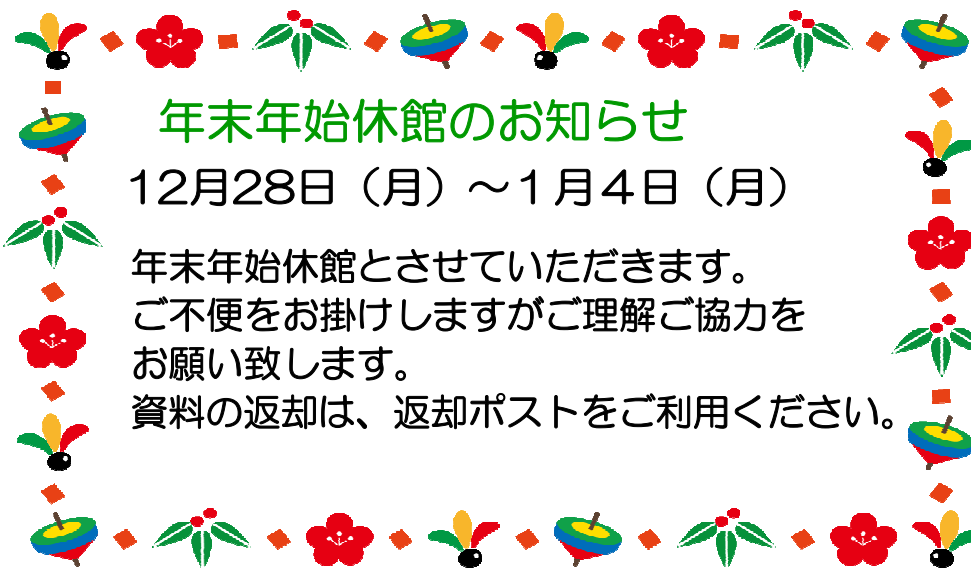 年末年始休館のお知らせ
12月28日（月）～１月４日（月）
年末年始休館とさせていただきます。
ご不便をお掛けしますがご理解ご協力を
お願い致します。
資料の返却は、返却ポストをご利用ください。